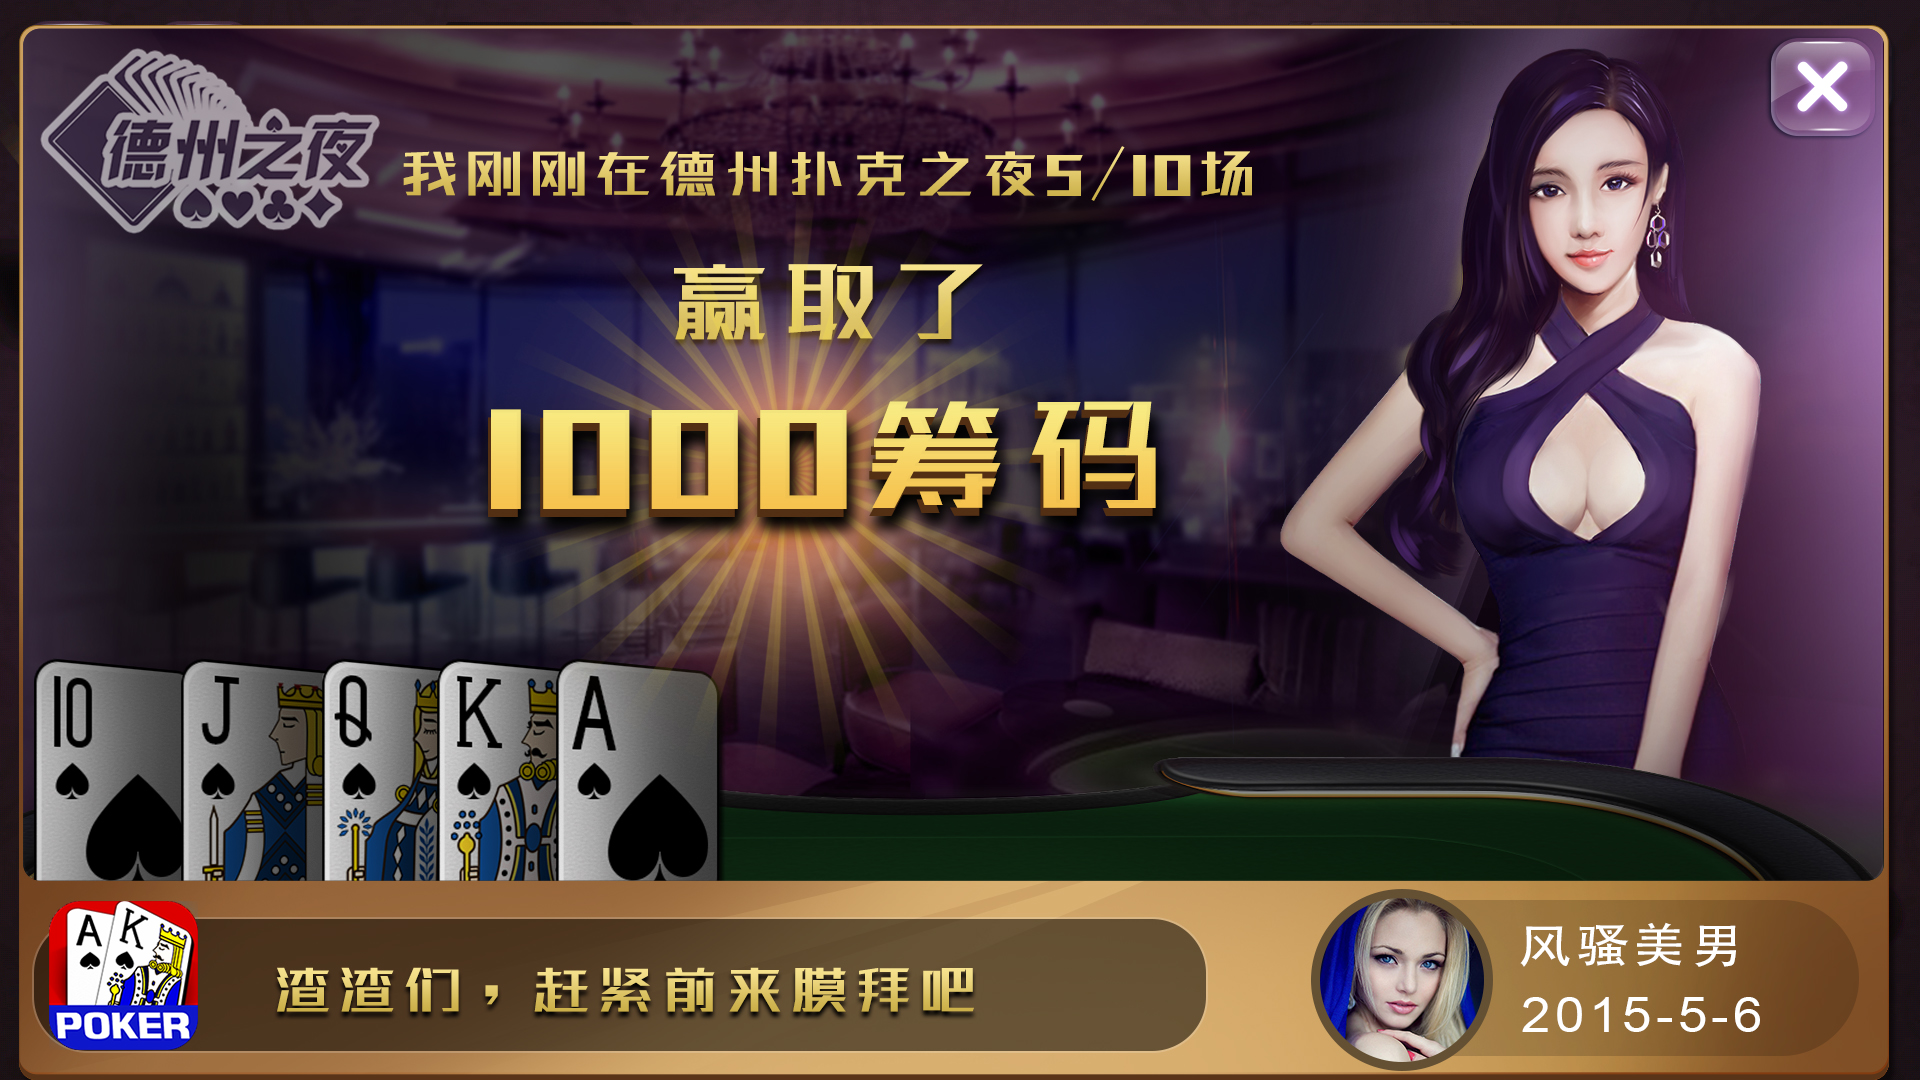 德州之夜
我刚刚在德州扑克之夜5/10场
赢取了
1000筹码
10 J Q K A
A K
POKER
渣渣们，赶紧前来膜拜吧
风骚美男
2015-5-6